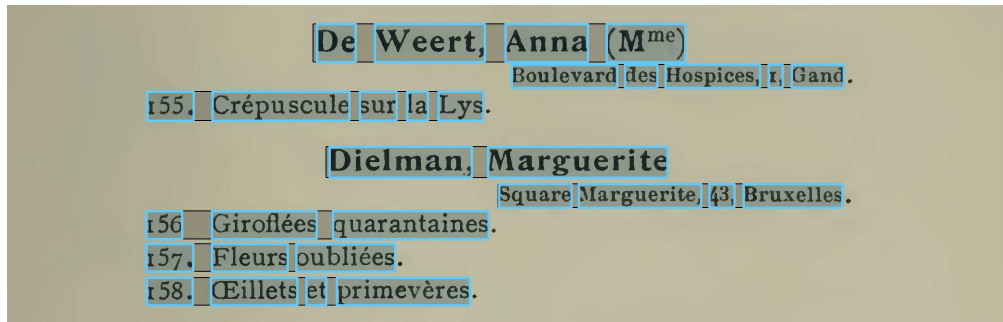 De Weert, Anna (Mme)
Boulevard des Hospices, 1, Gand.
155. Crépuscule sur la Lys.
Dielman, Marguerite
Square Marguerite, 43, Bruxelles.
156 Giroflées quarantaines.
157. Fleurs oubliées.
158. Œillets et primevères.